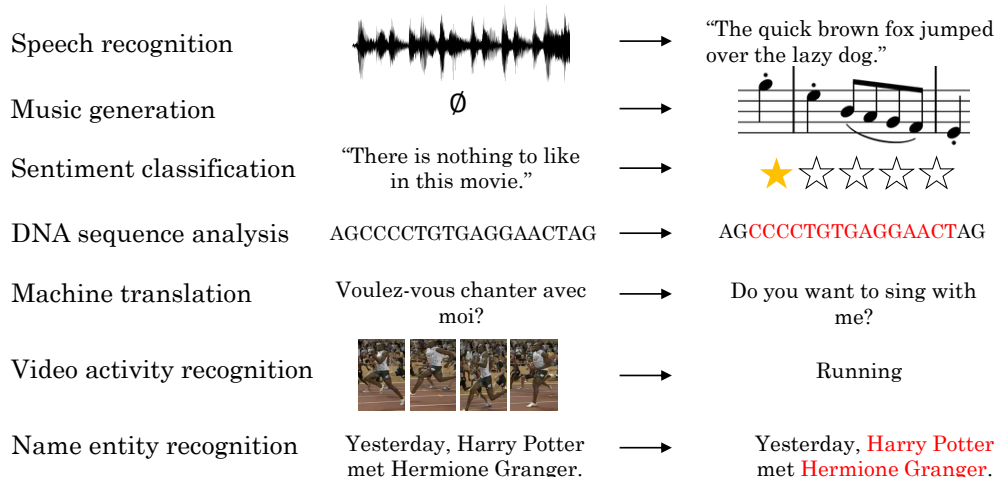 Speech recognition
“The quick brown fox jumped
over the lazy dog.”
Music generation
∅
Sentiment classification
“There is nothing to like
in this movie.”
DNA sequence analysis
AGCCCCTGTGAGGAACTAG
AGCCCCTGTGAGGAACTAG
Machine translation
Voulez-vous chanter avec
moi?
Do you want to sing with
me?
Video activity recognition
Running
Name entity recognition
Yesterday, Harry Potter
met Hermione Granger.
Yesterday, Harry Potter
met Hermione Granger.